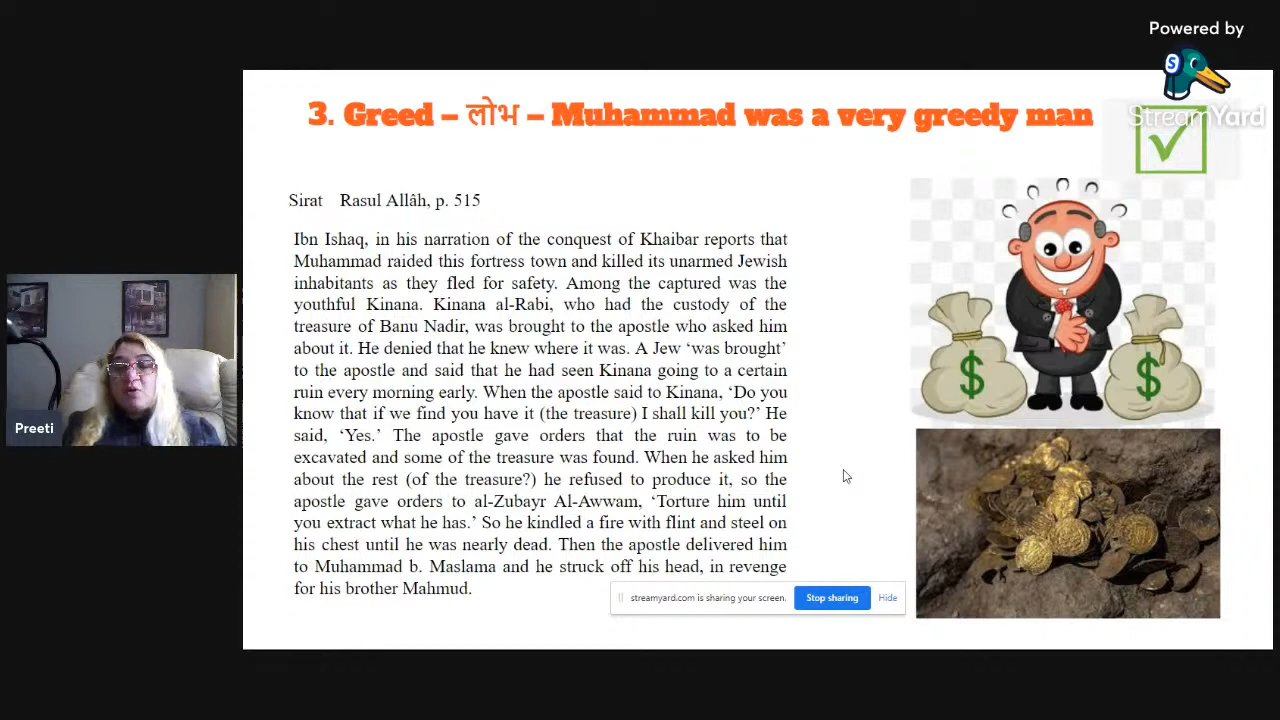 Powered by
StreamYard
3. Greed – लोभ – Muhammad was a very greedy man
Sirat Rasul Allâh, p. 515
Ibn Ishaq, in his narration of the conquest of Khaibar reports that
Muhammad raided this fortress town and killed its unarmed Jewish
inhabitants as they fled for safety. Among the captured was the
youthful Kinana. Kinana al-Rabi, who had the custody of the
treasure of Banu Nadir, was brought to the apostle who asked him
about it. He denied that he knew where it was. A Jew ‘was brought’
to the apostle and said that he had seen Kinana going to a certain
ruin every morning early. When the apostle said to Kinana, ‘Do you
know that if we find you have it (the treasure) I shall kill you?’ He
said, ‘Yes.’ The apostle gave orders that the ruin was to be
excavated and some of the treasure was found. When he asked him
about the rest (of the treasure?) he refused to produce it, so the
apostle gave orders to al-Zubayr Al-Awwam, ‘Torture him until
you extract what he has.’ So he kindled a fire with flint and steel on
his chest until he was nearly dead. Then the apostle delivered him
to Muhammad b. Maslama and he struck off his head, in revenge
for his brother Mahmud.
$ $
Preeti
streamyard.com is sharing your screen. Stop sharing Hide